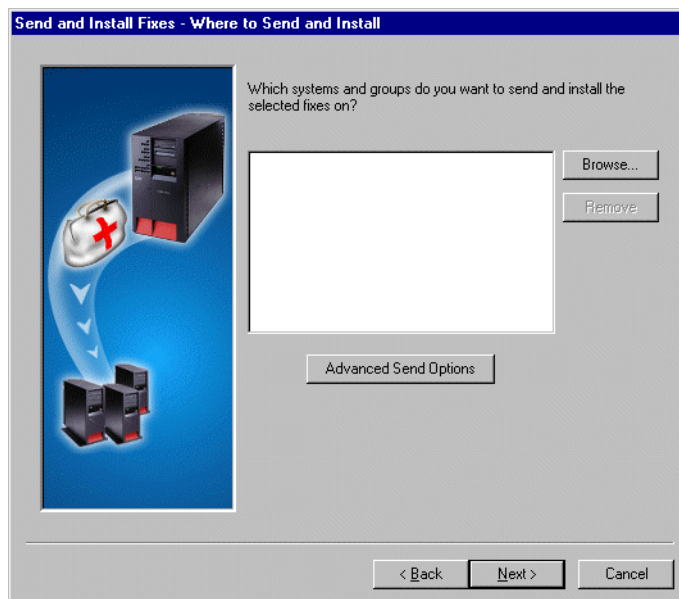 Send and Install Fixes - Where to Send and Install
Which systems and groups do you want to send and install the
selected fixes on?
Browse...
Remove
Advanced Send Options
< Back
Next >
Cancel